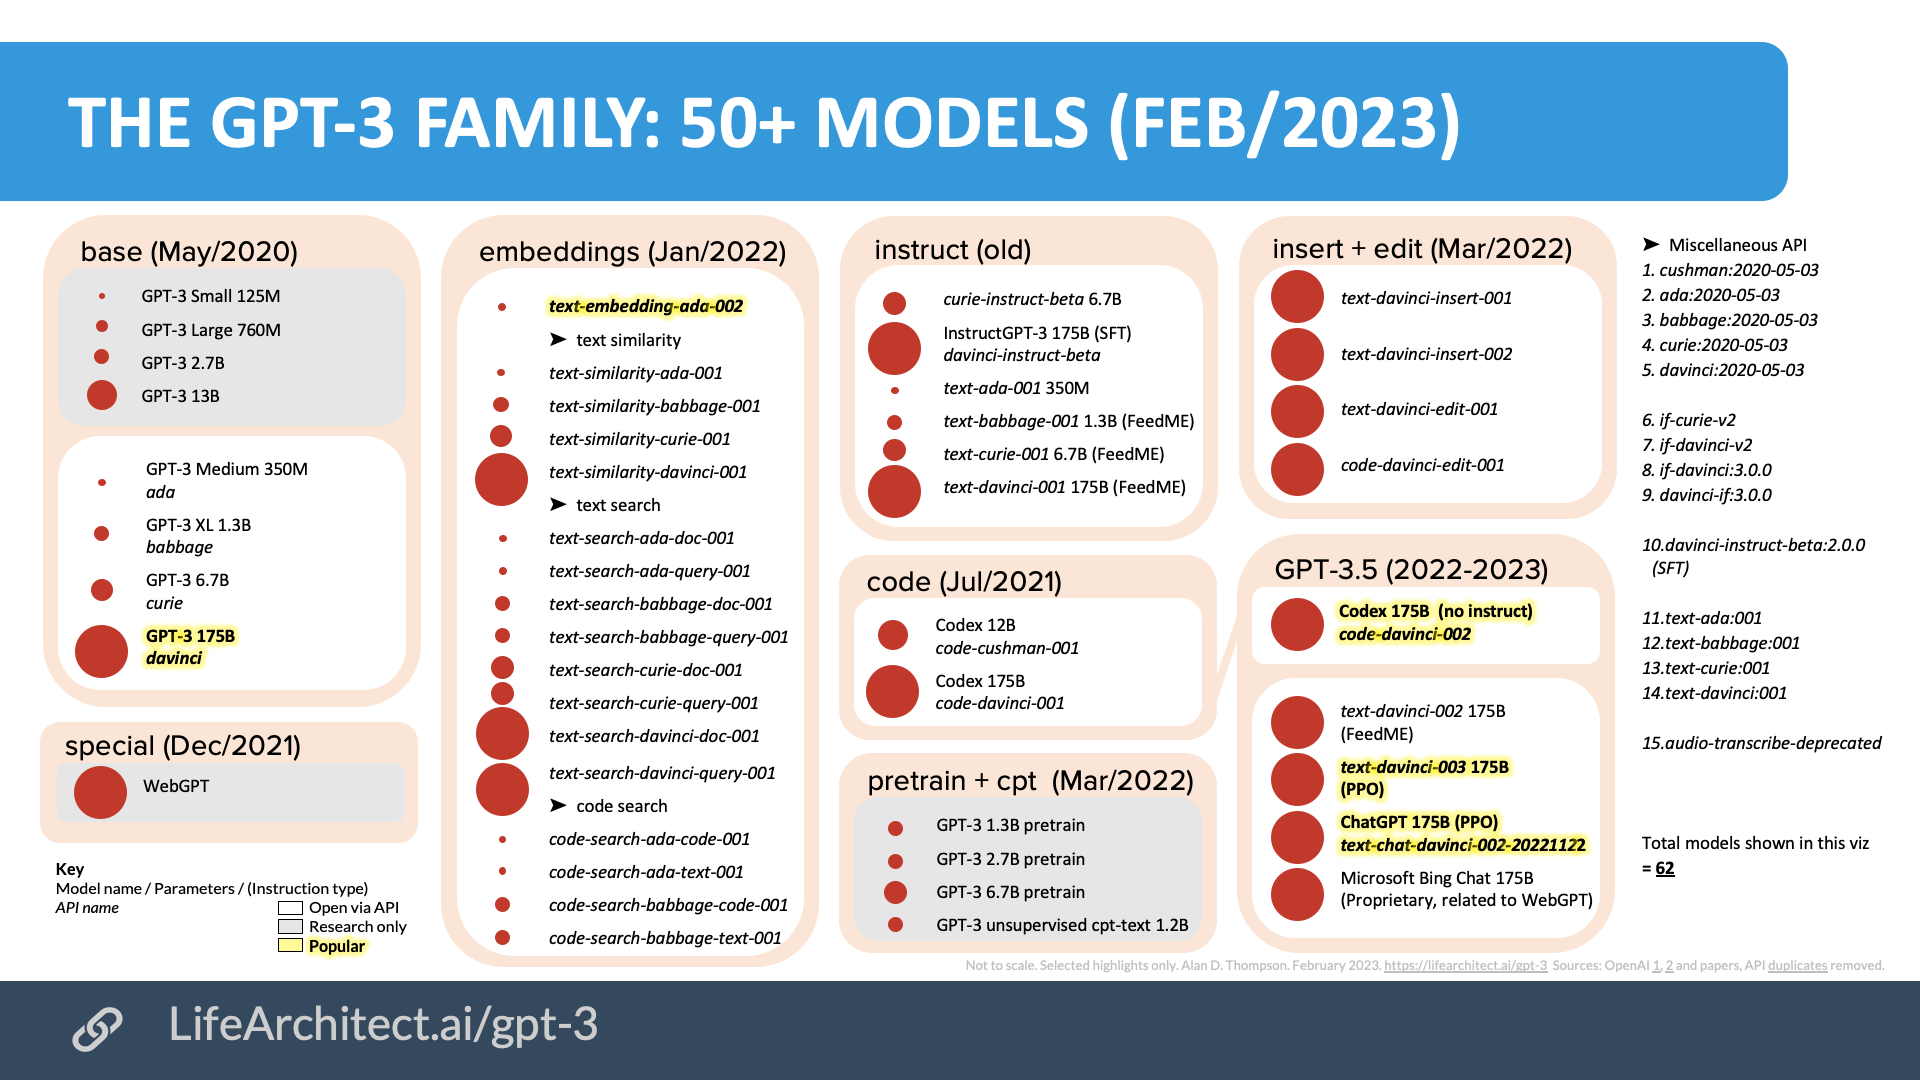 THE GPT-3 FAMILY: 50+ MODELS (FEB/2023)
base (May/2020)
GPT-3 Small 125M
GPT-3 Large 760M
GPT-3 2.7B
GPT-3 13B
GPT-3 Medium 350M
ada
GPT-3 XL 1.3B
babbage
GPT-3 6.7B
curie
GPT-3 175B
davinci
special (Dec/2021)
WebGPT
Key
Model name / Parameters / (Instruction type)
API name
Open via API
Research only
Popular
embeddings (Jan/2022)
text-embedding-ada-002
➤ text similarity
text-similarity-ada-001
text-similarity-babbage-001
text-similarity-curie-001
text-similarity-davinci-001
➤ text search
text-search-ada-doc-001
text-search-ada-query-001
text-search-babbage-doc-001
text-search-babbage-query-001
text-search-curie-doc-001
text-search-curie-query-001
text-search-davinci-doc-001
text-search-davinci-query-001
➤ code search
code-search-ada-code-001
code-search-ada-text-001
code-search-babbage-code-001
code-search-babbage-text-001
instruct (old)
curie-instruct-beta 6.7B
InstructGPT-3 175B (SFT)
davinci-instruct-beta
text-ada-001 350M
text-babbage-001 1.3B (FeedME)
text-curie-001 6.7B (FeedME)
text-davinci-001 175B (FeedME)
code (Jul/2021)
Codex 12B
code-cushman-001
Codex 175B
code-davinci-001
pretrain + cpt (Mar/2022)
GPT-3 1.3B pretrain
GPT-3 2.7B pretrain
GPT-3 6.7B pretrain
GPT-3 unsupervised cpt-text 1.2B
insert + edit (Mar/2022)
text-davinci-insert-001
text-davinci-insert-002
text-davinci-edit-001
code-davinci-edit-001
GPT-3.5 (2022-2023)
Codex 175B (no instruct)
code-davinci-002
text-davinci-002 175B
(FeedME)
text-davinci-003 175B
(PPO)
ChatGPT 175B (PPO)
text-chat-davinci-002-20221122
Microsoft Bing Chat 175B
(Proprietary, related to WebGPT)
➤ Miscellaneous API
1. cushman:2020-05-03
2. ada:2020-05-03
3. babbage:2020-05-03
4. curie:2020-05-03
5. davinci:2020-05-03
6. if-curie-v2
7. if-davinci-v2
8. if-davinci:3.0.0
9. davinci-if:3.0.0
10.davinci-instruct-beta:2.0.0
(SFT)
11.text-ada:001
12.text-babbage:001
13.text-curie:001
14.text-davinci:001
15.audio-transcribe-deprecated
Total models shown in this viz
= 62
Not to scale. Selected highlights only. Alan D. Thompson. February 2023. https://lifearchitect.ai/gpt-3 Sources: OpenAI 1, 2 and papers, API duplicates removed.
LifeArchitect.ai/gpt-3